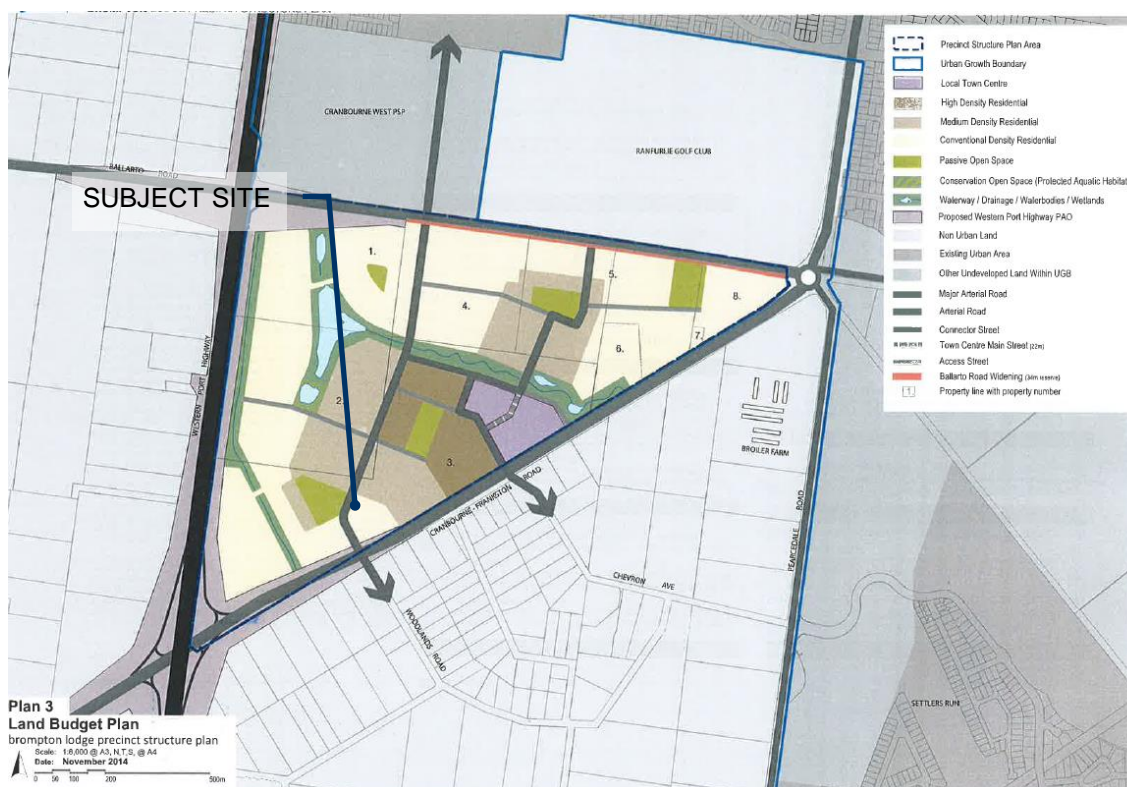 CRANBOURNE WEST PSP
RANFURLIE GOLF CLUB
BALLARTO ROAD
SUBJECT SITE
1.
5.
4.
8.
7.
6.
2.
3.
WESTERN PORT HIGHWAY
CRANBOURNE-FRANKSTON ROAD
BROILER FARM
PEARCEDALE ROAD
CHEVRON AVE
WOODLANDS ROAD
SETTLERS RUN
Precinct Structure Plan Area
Urban Growth Boundary
Local Town Centre
High Density Residential
Medium Density Residential
Conventional Density Residential
Passive Open Space
Conservation Open Space (Protected Aquatic Habitat
Waterway / Drainage / Waterbodies / Wetlands
Proposed Western Port Highway PAO
Non Urban Land
Existing Urban Area
Other Undeveloped Land Within UGB
Major Arterial Road
Arterial Road
Connector Street
Town Centre Main Street (22m)
Access Street
Ballarto Road Widening (34m reserve)
Property line with property number
Plan 3
Land Budget Plan
brompton lodge precinct structure plan
Scale: 1:8,000 @ A3, N.T.S, @ A4
Date: November 2014
0 50 100 200 500m